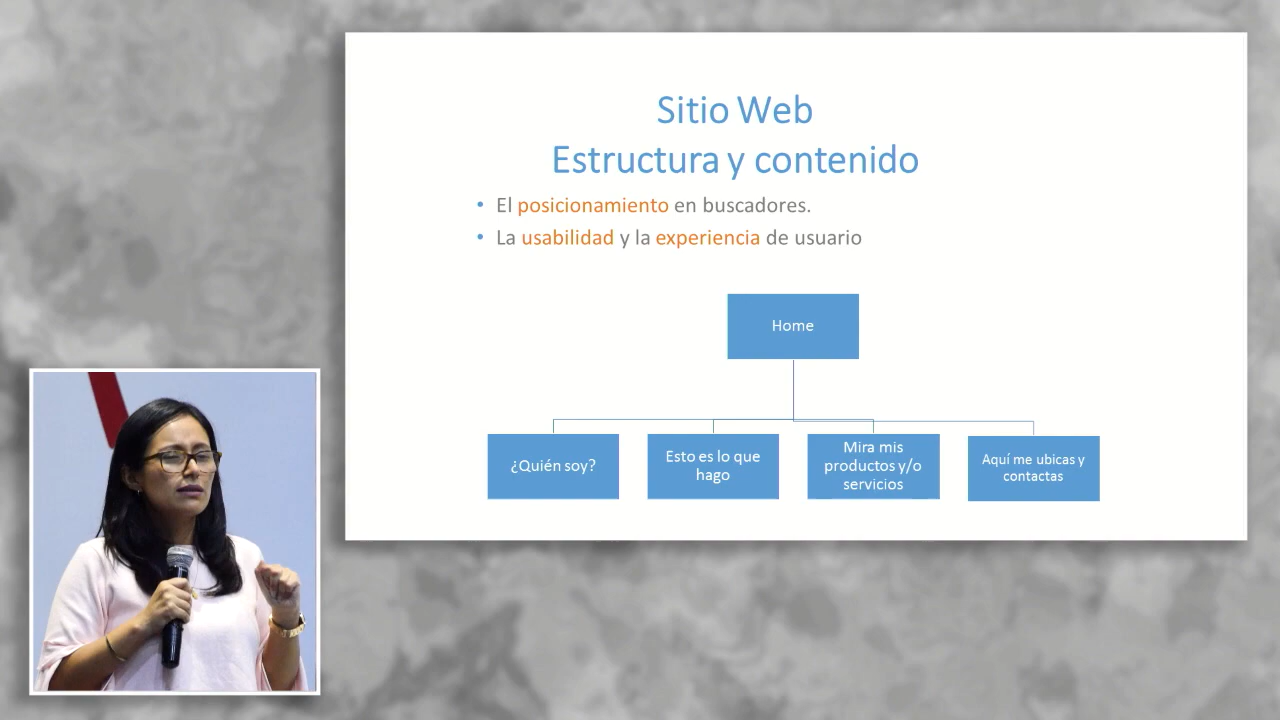 Sitio Web
Estructura y contenido
• El posicionamiento en buscadores.
• La usabilidad y la experiencia de usuario
Home
¿Quién soy?
Esto es lo que
hago
Mira mis
productos y/o
servicios
Aquí me ubicas y
contactas